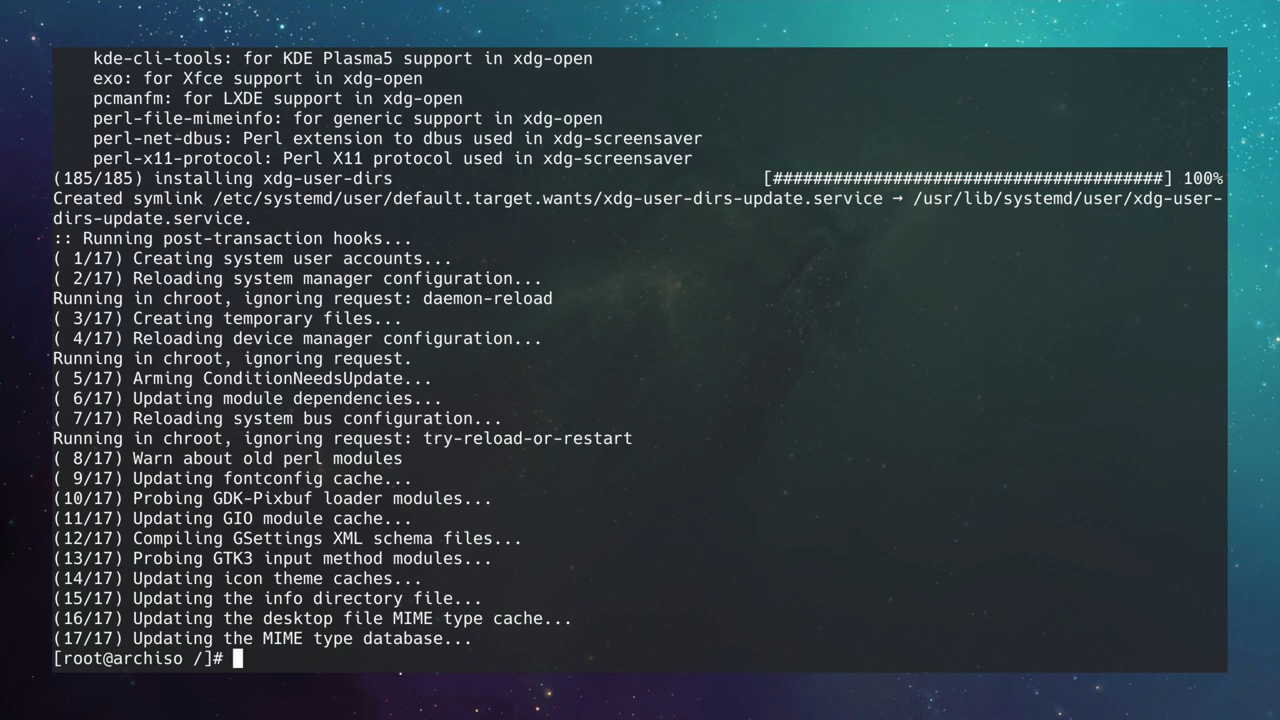 kde-cli-tools: for KDE Plasma5 support in xdg-open
exo: for Xfce support in xdg-open
pcmanfm: for LXDE support in xdg-open
perl-file-mimeinfo: for generic support in xdg-open
perl-net-dbus: Perl extension to dbus used in xdg-screensaver
perl-x11-protocol: Perl X11 protocol used in xdg-screensaver
(185/185) installing xdg-user-dirs [#######################################] 100%
Created symlink /etc/systemd/user/default.target.wants/xdg-user-dirs-update.service → /usr/lib/systemd/user/xdg-user-
dirs-update.service.
:: Running post-transaction hooks...
( 1/17) Creating system user accounts...
( 2/17) Reloading system manager configuration...
Running in chroot, ignoring request: daemon-reload
( 3/17) Creating temporary files...
( 4/17) Reloading device manager configuration...
Running in chroot, ignoring request.
( 5/17) Arming ConditionNeedsUpdate...
( 6/17) Updating module dependencies...
( 7/17) Reloading system bus configuration...
Running in chroot, ignoring request: try-reload-or-restart
( 8/17) Warn about old perl modules
( 9/17) Updating fontconfig cache...
(10/17) Probing GDK-Pixbuf loader modules...
(11/17) Updating GIO module cache...
(12/17) Compiling GSettings XML schema files...
(13/17) Probing GTK3 input method modules...
(14/17) Updating icon theme caches...
(15/17) Updating the info directory file...
(16/17) Updating the desktop file MIME type cache...
(17/17) Updating the MIME type database...
[root@archiso /]#